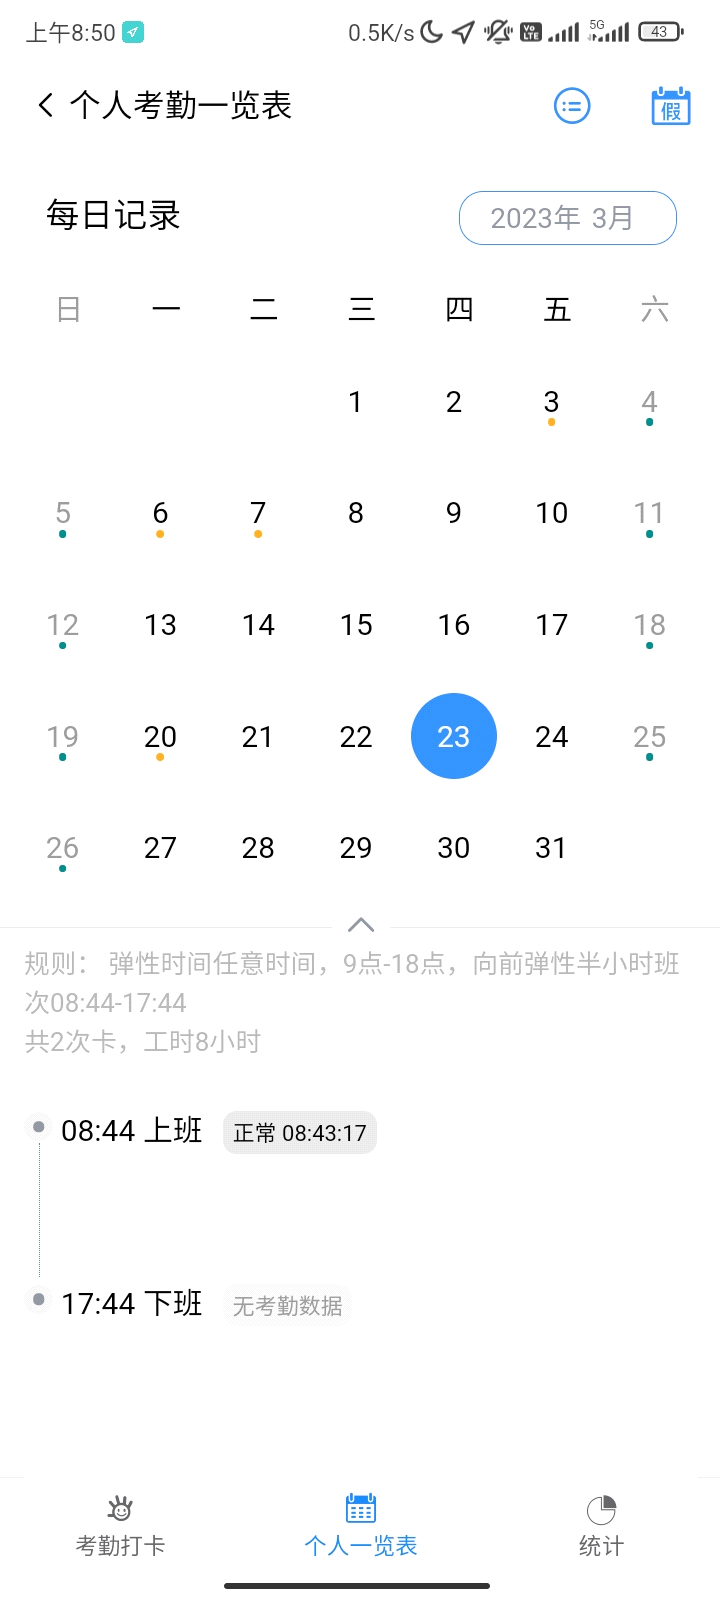 上午8:50
0.5K/s
Vo LTE
5G
43
个人考勤一览表
假
每日记录
2023年 3月
日 一 二 三 四 五 六
1 2 3 4
5 6 7 8 9 10 11
12 13 14 15 16 17 18
19 20 21 22 23 24 25
26 27 28 29 30 31
规则： 弹性时间任意时间，9点-18点，向前弹性半小时班
次08:44-17:44
共2次卡，工时8小时
08:44 上班 正常 08:43:17
17:44 下班 无考勤数据
考勤打卡 个人一览表 统计